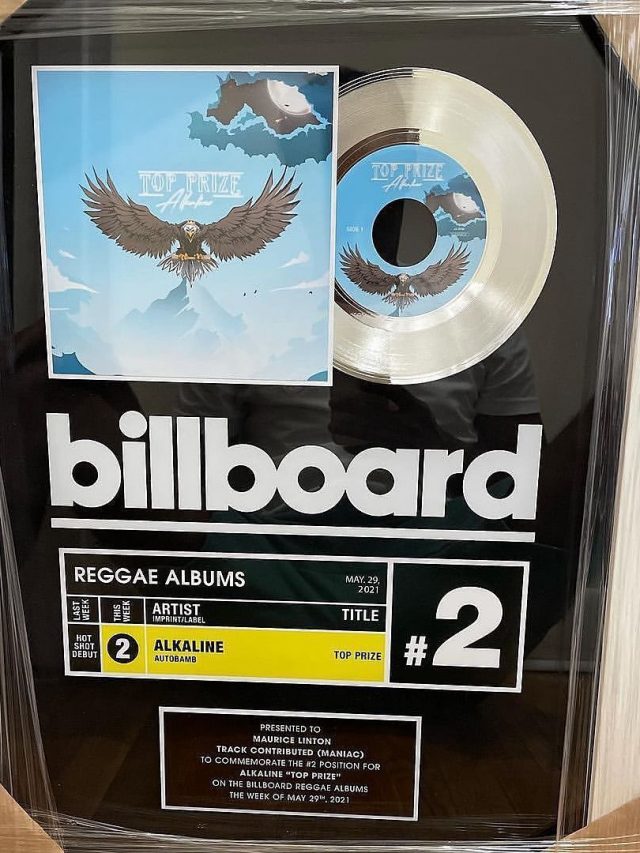 TOP PRIZE
Alkaline
TOP PRIZE
Alkaline
SIDE 1
billboard
REGGAE ALBUMS
MAY. 29,
2021
LAST
WEEK
THIS
WEEK
ARTIST
IMPRINT/LABEL
TITLE
HOT
SHOT
DEBUT
2
ALKALINE
AUTOBAMB
TOP PRIZE
#2
PRESENTED TO
MAURICE LINTON
TRACK CONTRIBUTED (MANIAC)
TO COMMEMORATE THE #2 POSITION FOR
ALKALINE "TOP PRIZE"
ON THE BILLBOARD REGGAE ALBUMS
THE WEEK OF MAY 29TH, 2021